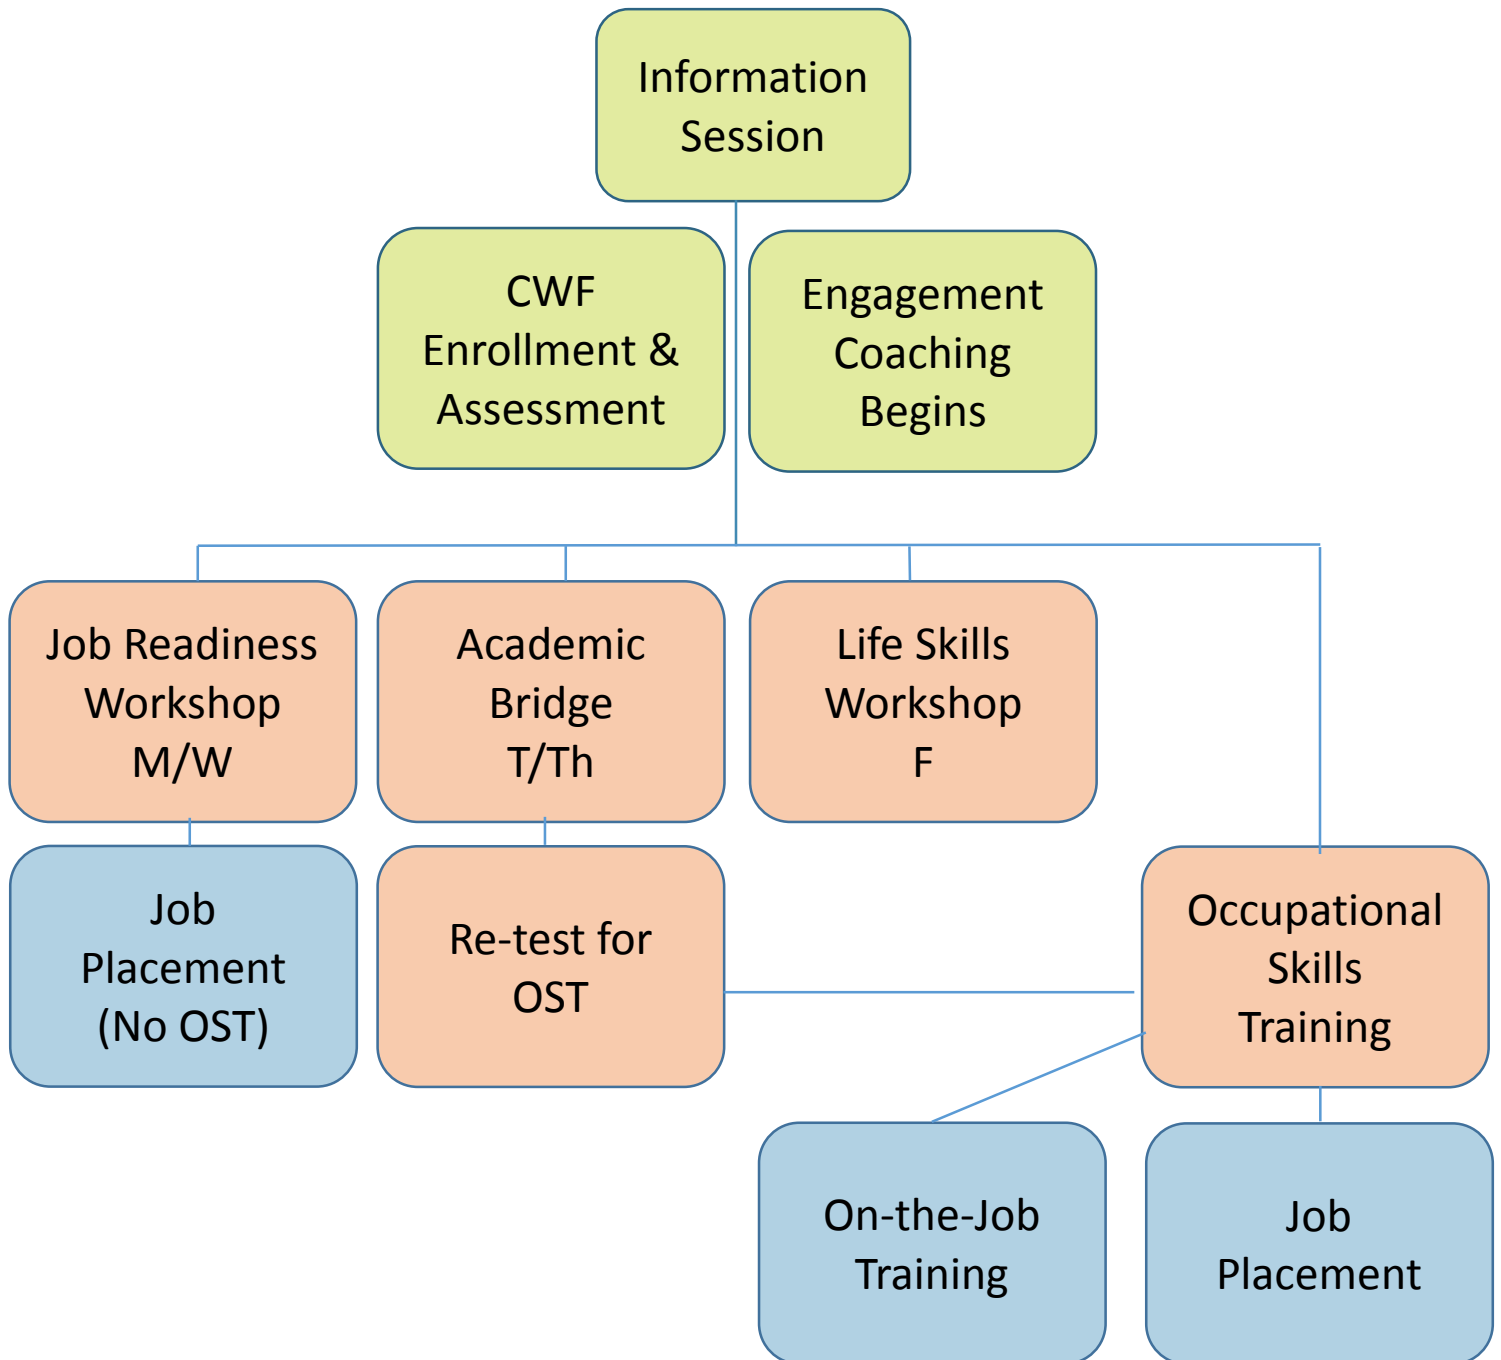 Information
Session
CWF
Enrollment &
Assessment
Engagement
Coaching
Begins
Job Readiness
Workshop
M/W
Academic
Bridge
T/Th
Life Skills
Workshop
F
Job
Placement
(No OST)
Re-test for
OST
Occupational
Skills
Training
On-the-Job
Training
Job
Placement